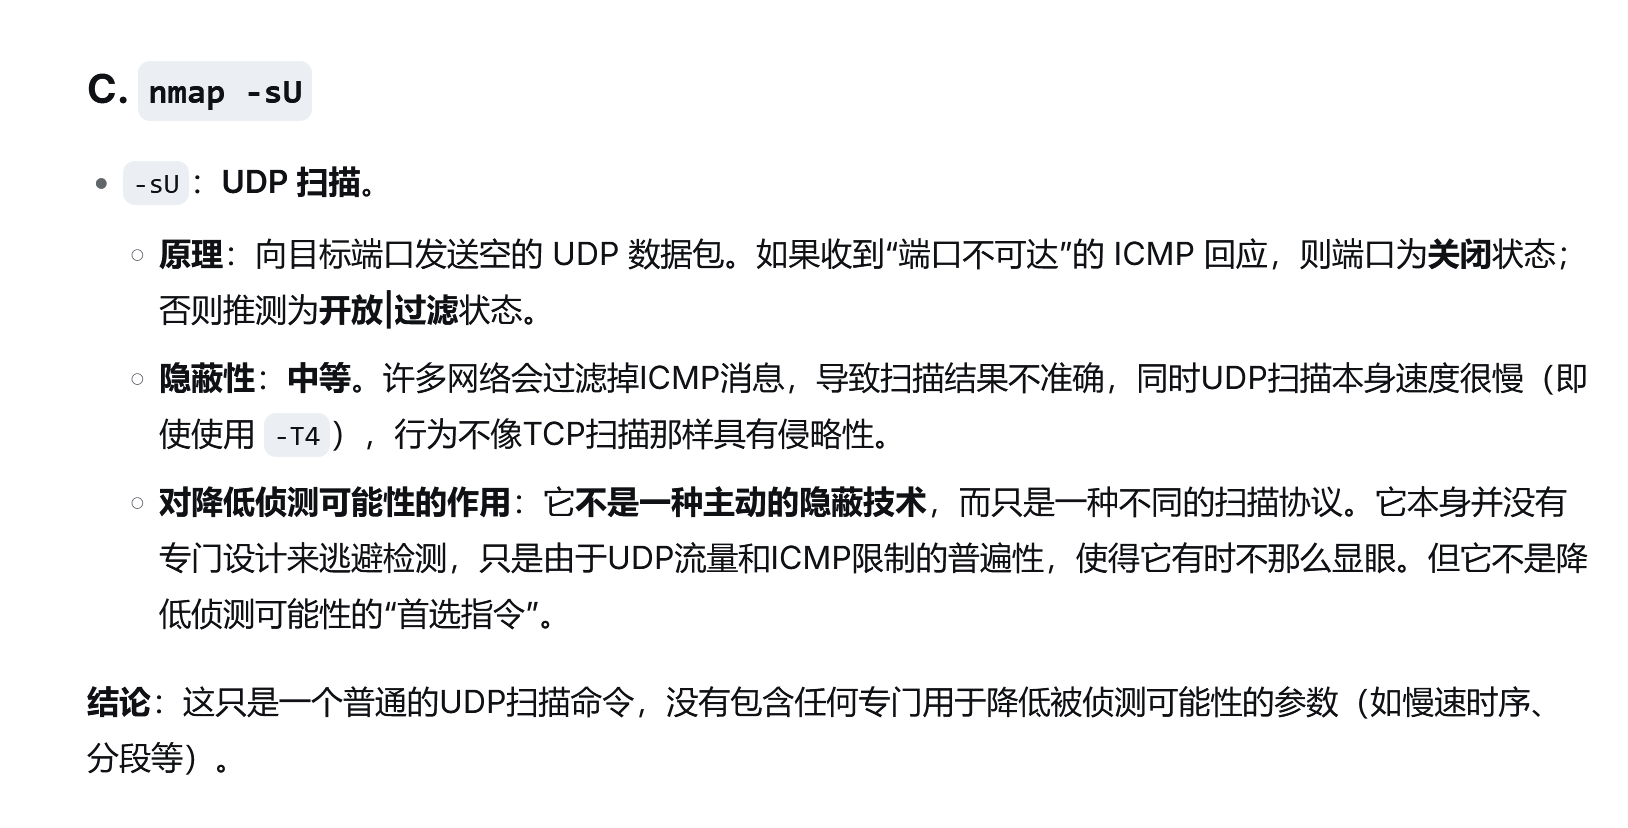 C. nmap -sU
-sU：UDP 扫描。
原理：向目标端口发送空的 UDP 数据包。如果收到“端口不可达”的 ICMP 回应，则端口为关闭状态；
否则推测为开放|过滤状态。
隐蔽性：中等。许多网络会过滤掉ICMP消息，导致扫描结果不准确，同时UDP扫描本身速度很慢（即
使使用 -T4），行为不像TCP扫描那样具有侵略性。
对降低侦测可能性的作用：它不是一种主动的隐蔽技术，而只是一种不同的扫描协议。它本身并没有
专门设计来逃避检测，只是由于UDP流量和ICMP限制的普遍性，使得它有时不那么显眼。但它不是降
低侦测可能性的“首选指令”。
结论：这只是一个普通的UDP扫描命令，没有包含任何专门用于降低被侦测可能性的参数（如慢速时序、
分段等）。